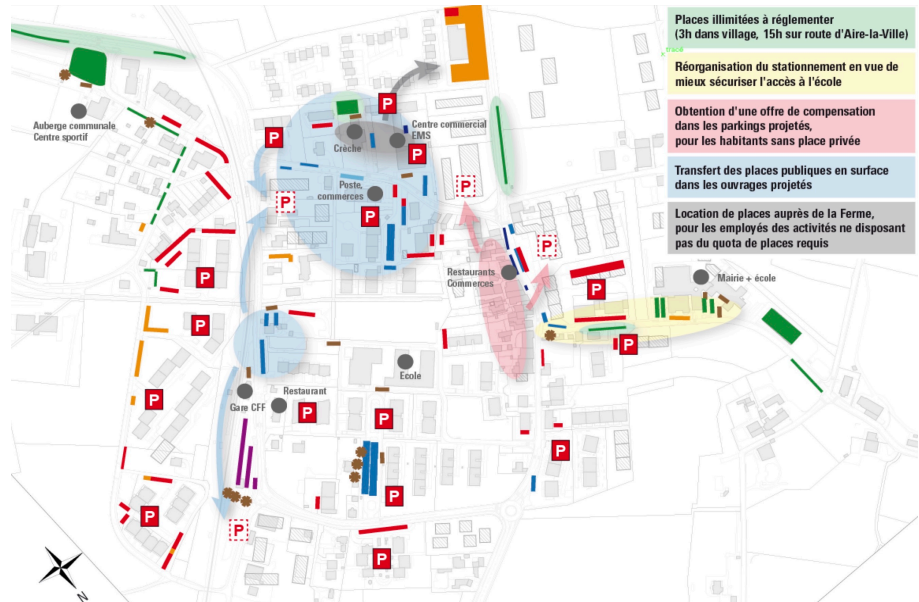 Places illimitées à réglementer
(3h dans village, 15h sur route d'Aire-la-Ville)
Réorganisation du stationnement en vue de
mieux sécuriser l'accès à l'école
Obtention d'une offre de compensation
dans les parkings projetés,
pour les habitants sans place privée
Transfert des places publiques en surface
dans les ouvrages projetés
Location de places auprès de la Ferme,
pour les employés des activités ne disposant
pas du quota de places requis
Auberge communale
Centre sportif
P
P
Crèche
Centre commercial
EMS
P
P
P
Poste,
commerces
P
P
P
Restaurants
Commerces
P
P
Mairie + école
P
P
Ecole
Gare CFF
Restaurant
P
P
P
P
P
P
P
P
N